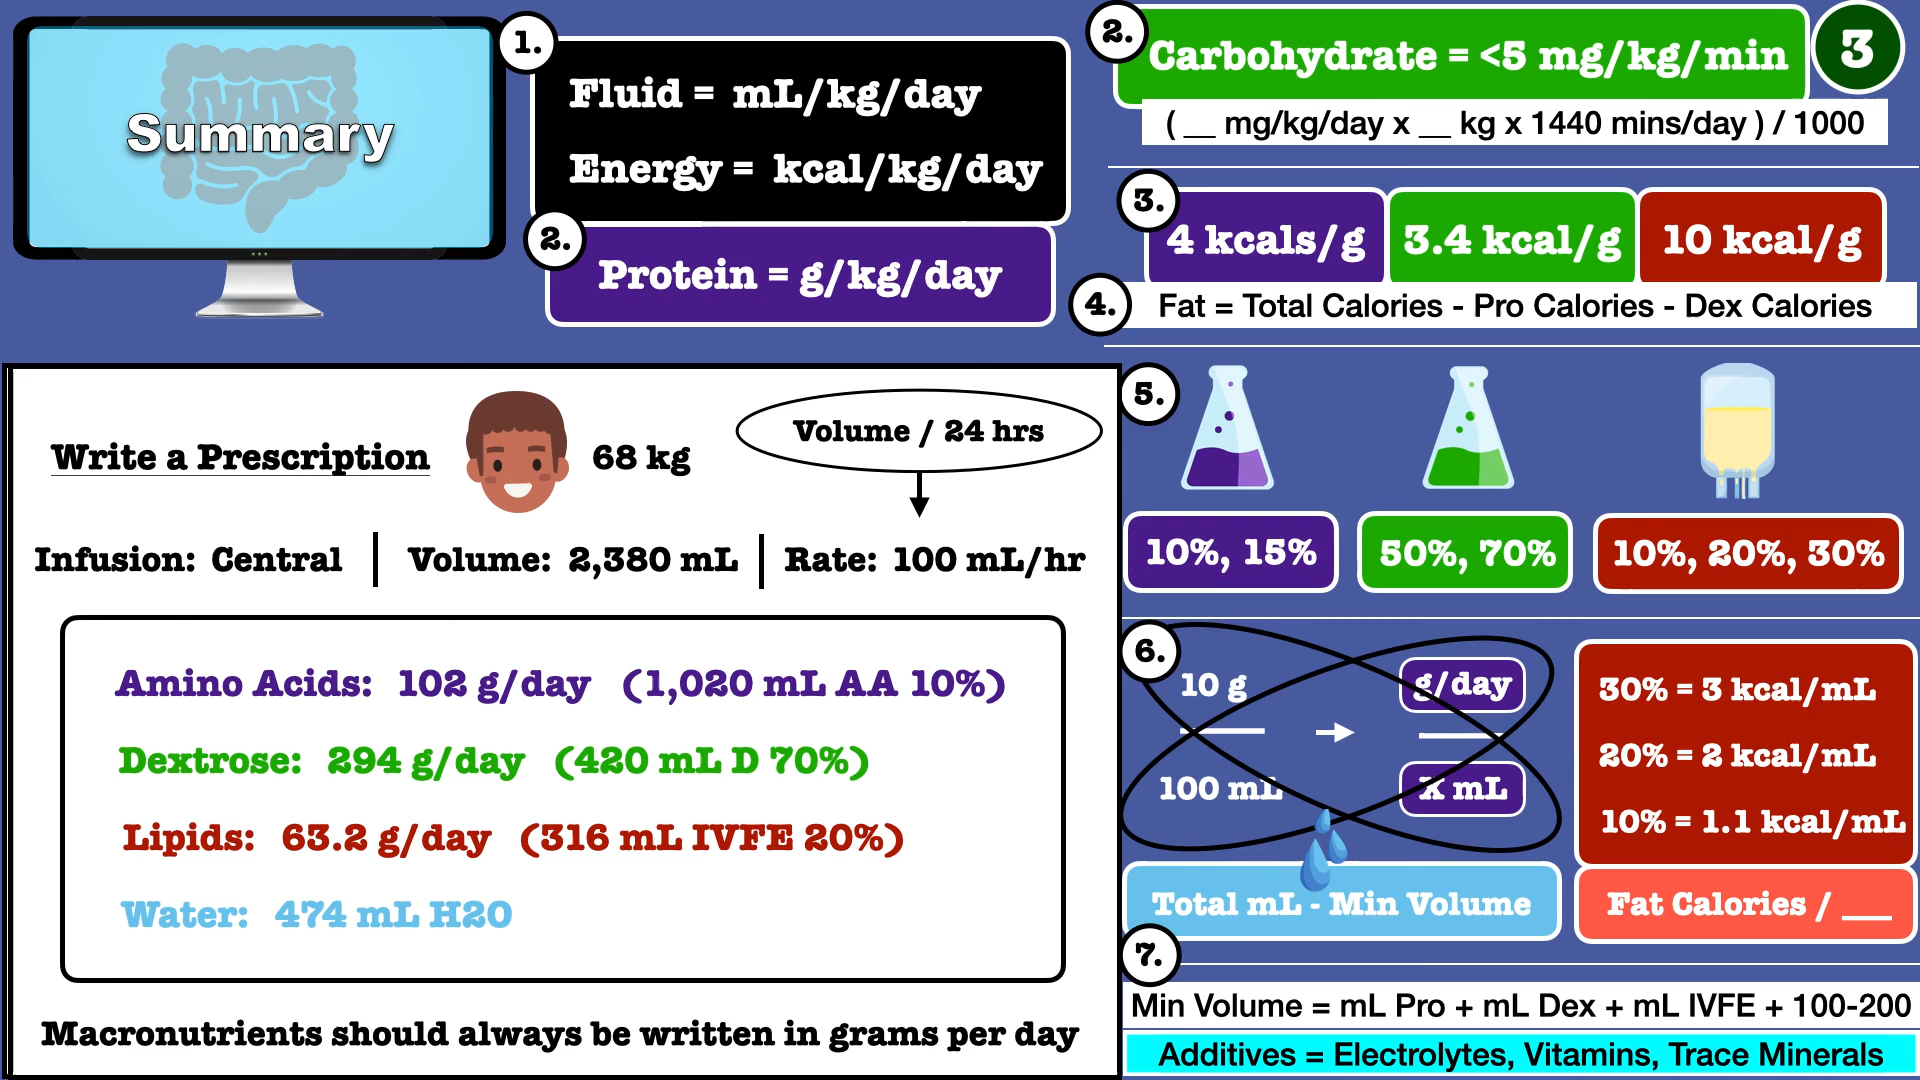 Summary
1.
Fluid = mL/kg/day
Energy = kcal/kg/day
2.
Protein = g/kg/day
2.
Carbohydrate = <5 mg/kg/min
3
( __ mg/kg/day x __ kg x 1440 mins/day ) / 1000
3.
4 kcals/g
3.4 kcal/g
10 kcal/g
4.
Fat = Total Calories - Pro Calories - Dex Calories
Write a Prescription
68 kg
Volume / 24 hrs
Infusion: Central
Volume: 2,380 mL
Rate: 100 mL/hr
Amino Acids: 102 g/day (1,020 mL AA 10%)
Dextrose: 294 g/day (420 mL D 70%)
Lipids: 63.2 g/day (316 mL IVFE 20%)
Water: 474 mL H2O
Macronutrients should always be written in grams per day
5.
10%, 15%
50%, 70%
10%, 20%, 30%
6.
10 g
g/day
100 mL
X mL
30% = 3 kcal/mL
20% = 2 kcal/mL
10% = 1.1 kcal/mL
Total mL - Min Volume
Fat Calories / ___
7.
Min Volume = mL Pro + mL Dex + mL IVFE + 100-200
Additives = Electrolytes, Vitamins, Trace Minerals